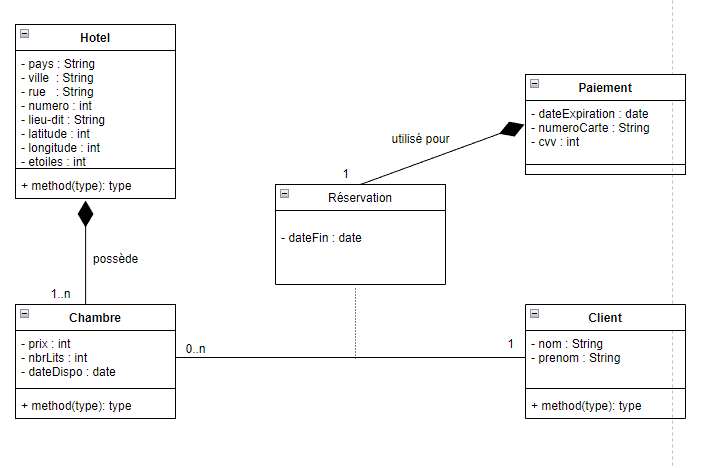 Hotel
- pays : String
- ville : String
- rue : String
- numero : int
- lieu-dit : String
- latitude : int
- longitude : int
- etoiles : int
+ method(type): type
Paiement
- dateExpiration : date
- numeroCarte : String
- cvv : int
utilisé pour
1
Réservation
- dateFin : date
possède
1..n
Chambre
- prix : int
- nbrLits : int
- dateDispo : date
+ method(type): type
0..n
1
Client
- nom : String
- prenom : String
+ method(type): type